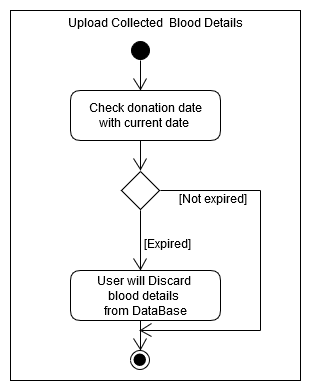 Upload Collected Blood Details
Check donation date
with current date
[Not expired]
[Expired]
User will Discard
blood details
from DataBase